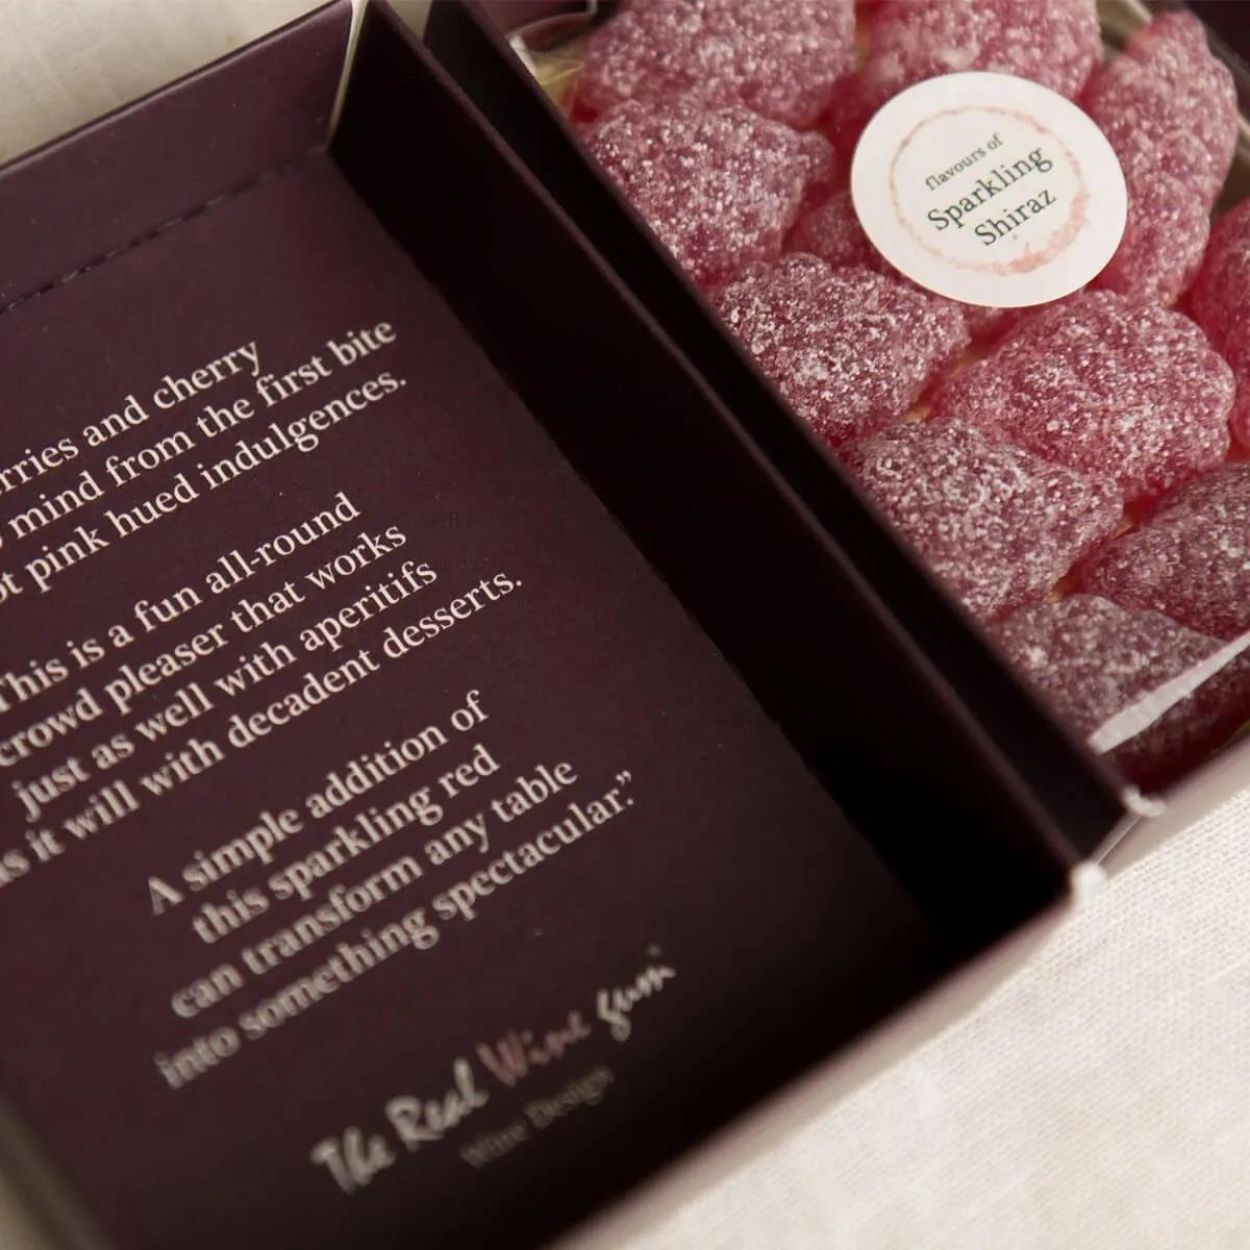 and cherry
mind from the first bite
pink hued indulgences.
This is a fun all-round
crowd pleaser that works
just as well with aperitifs
as it will with decadent desserts.
A simple addition of
this sparkling red
can transform any table
into something spectacular.”
The Real Wine gum
Wine Design
flavours of
Sparkling
Shiraz